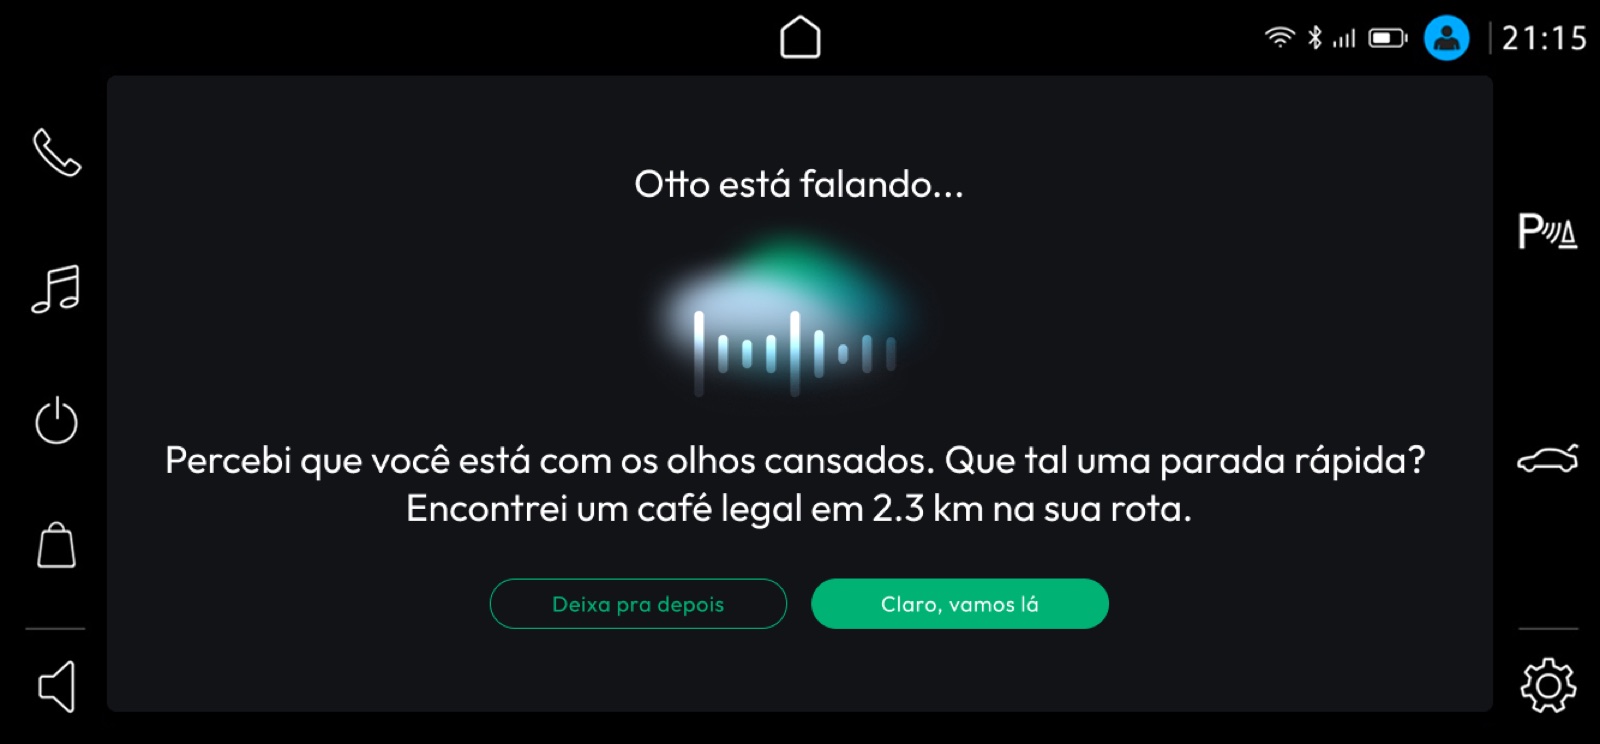 21:15
Otto está falando...
P
Percebi que você está com os olhos cansados. Que tal uma parada rápida?
Encontrei um café legal em 2.3 km na sua rota.
Deixa pra depois
Claro, vamos lá